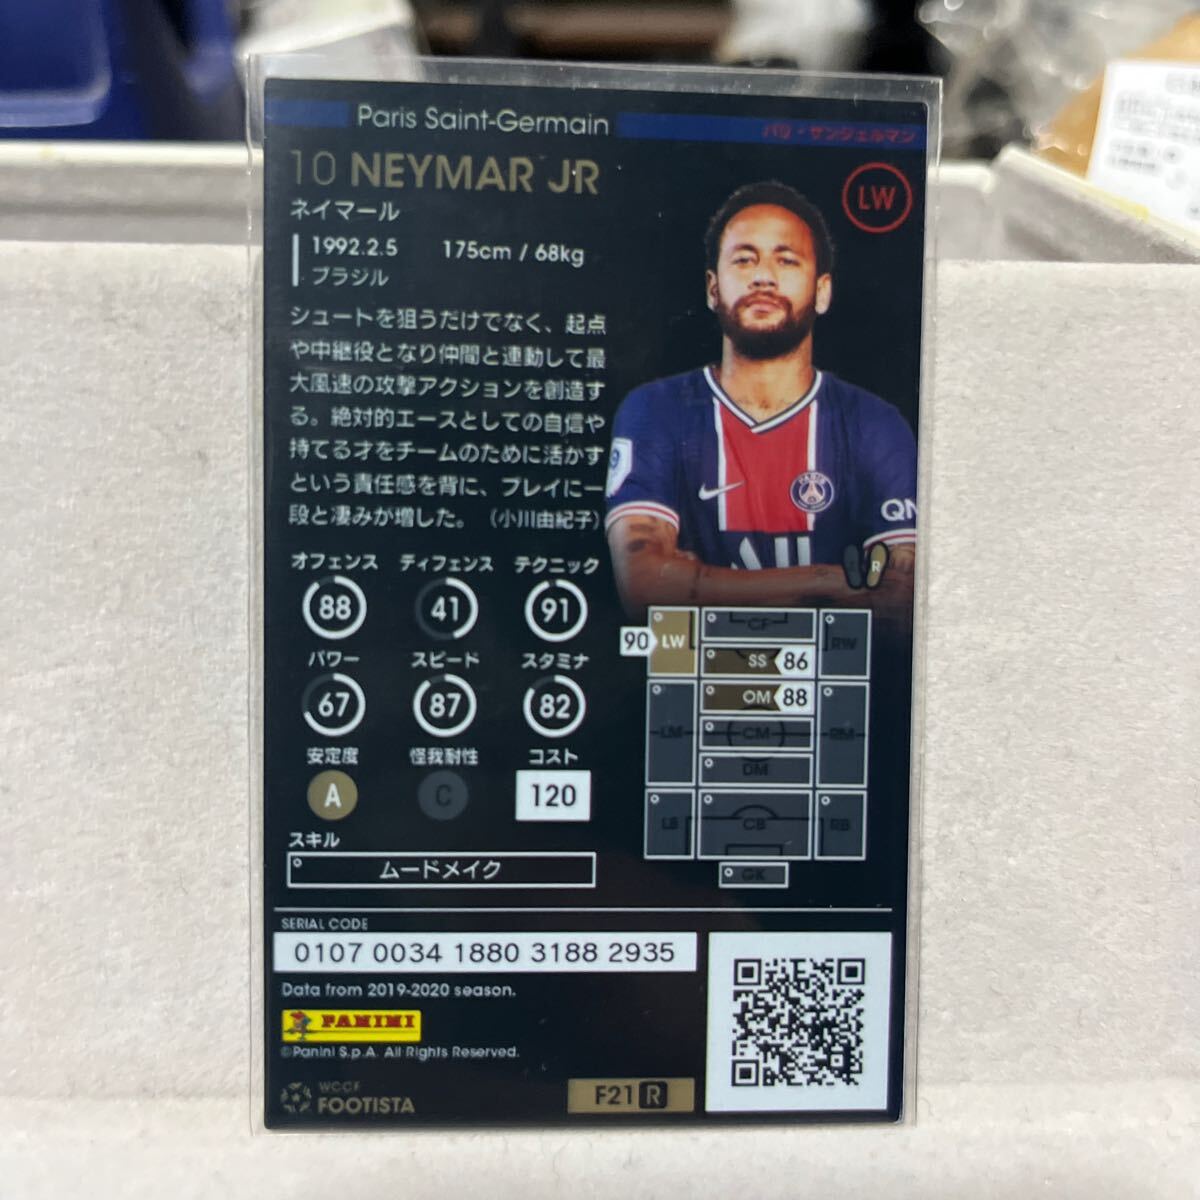 Paris Saint-Germain
パリ・サンジェルマン
10 NEYMAR JR
LW
ネイマール
1992.2.5 175cm / 68kg
ブラジル
シュートを狙うだけでなく、起点
や中継役となり仲間と連動して最
大風速の攻撃アクションを創造す
る。絶対的エースとしての自信や
持てる才をチームのために活かす
という責任感を背に、プレイに一
段と凄みが増した。（小川由紀子）
PARIS
QN
R
オフェンス ディフェンス テクニック
88 41 91
パワー スピード スタミナ
67 87 82
安定度 怪我耐性 コスト
A C 120
スキル
ムードメイク
CF
90 LW RW
SS 86
OM 88
LM CM RM
DM
LB CB RB
GK
SERIAL CODE
0107 0034 1880 3188 2935
Data from 2019-2020 season.
PANINI
©Panini S.p.A. All Rights Reserved.
WCCF
FOOTISTA
F21 R